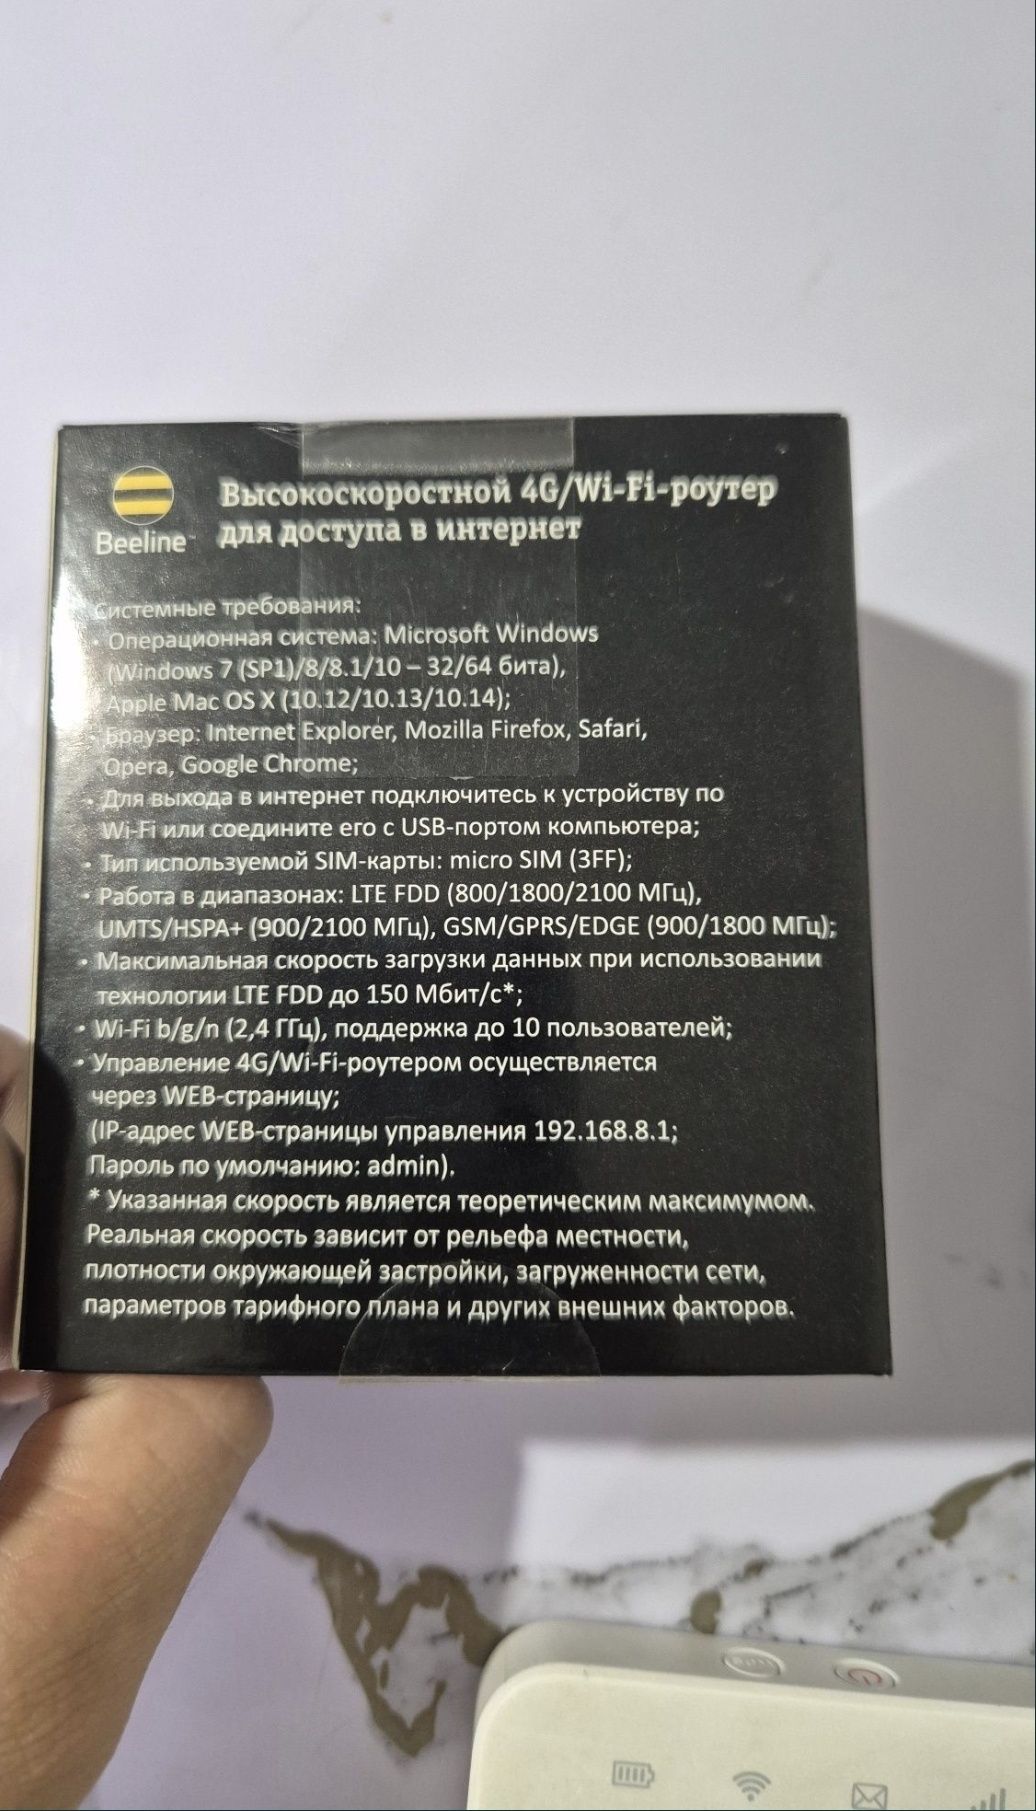 Beeline™
Высокоскоростной 4G/Wi-Fi-роутер
для доступа в интернет
Системные требования:
• Операционная система: Microsoft Windows
(Windows 7 (SP1)/8/8.1/10 – 32/64 бита),
Apple Mac OS X (10.12/10.13/10.14);
• Браузер: Internet Explorer, Mozilla Firefox, Safari,
Opera, Google Chrome;
• Для выхода в интернет подключитесь к устройству по
Wi-Fi или соедините его с USB-портом компьютера;
• Тип используемой SIM-карты: micro SIM (3FF);
• Работа в диапазонах: LTE FDD (800/1800/2100 МГц),
UMTS/HSPA+ (900/2100 МГц), GSM/GPRS/EDGE (900/1800 МГц);
• Максимальная скорость загрузки данных при использовании
технологии LTE FDD до 150 Мбит/с*;
• Wi-Fi b/g/n (2,4 ГГц), поддержка до 10 пользователей;
• Управление 4G/Wi-Fi-роутером осуществляется
через WEB-страницу;
(IP-адрес WEB-страницы управления 192.168.8.1;
Пароль по умолчанию: admin).
* Указанная скорость является теоретическим максимумом.
Реальная скорость зависит от рельефа местности,
плотности окружающей застройки, загруженности сети,
параметров тарифного плана и других внешних факторов.